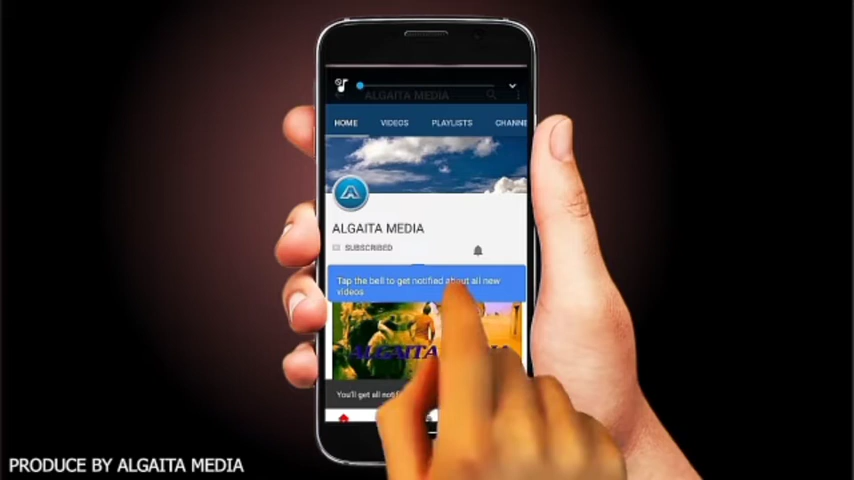 ALGAITA MEDIA
HOME VIDEOS PLAYLISTS CHANNE
ALGAITA MEDIA
SUBSCRIBED
Tap the bell to get notified about all new
videos
ALGAITA
You'll get all
PRODUCE BY ALGAITA MEDIA